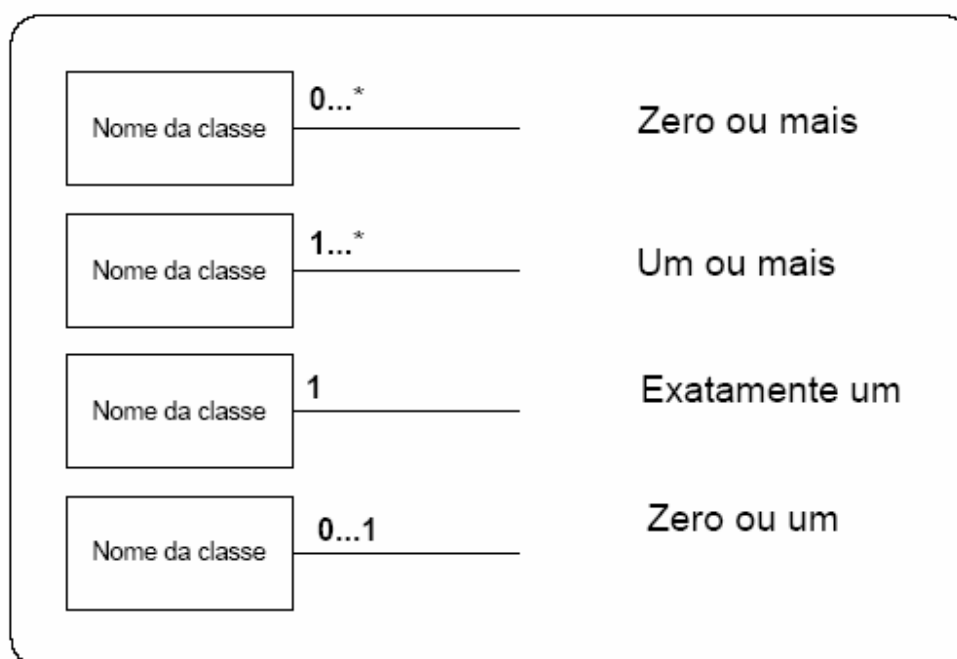 Nome da classe 0...* Zero ou mais
Nome da classe 1...* Um ou mais
Nome da classe 1 Exatamente um
Nome da classe 0...1 Zero ou um